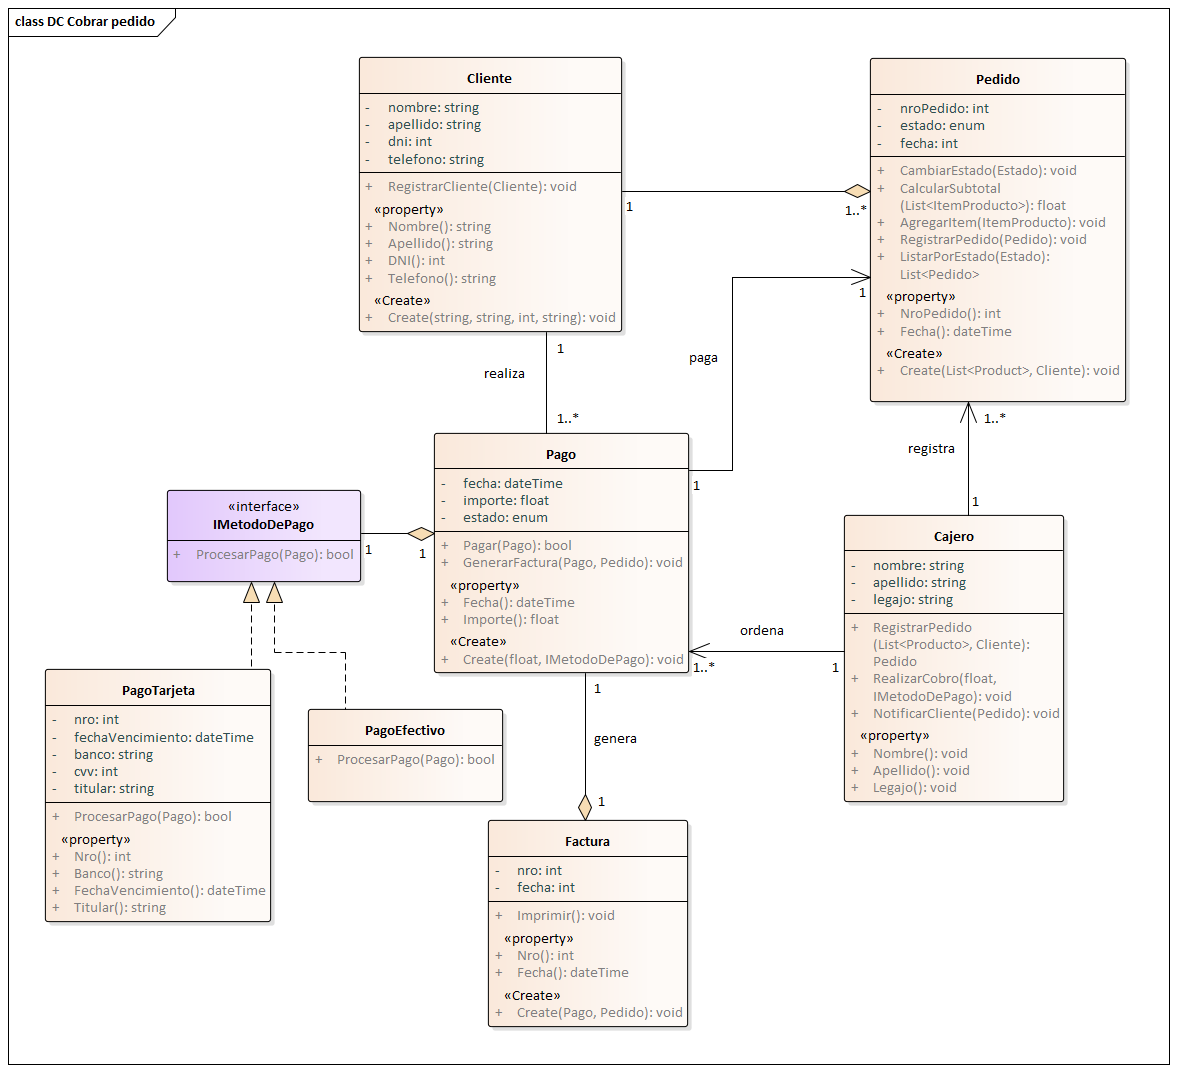 class DC Cobrar pedido
Cliente
- nombre: string
- apellido: string
- dni: int
- telefono: string
+ RegistrarCliente(Cliente): void
«property»
+ Nombre(): string
+ Apellido(): string
+ DNI(): int
+ Telefono(): string
«Create»
+ Create(string, string, int, string): void
Pedido
- nroPedido: int
- estado: enum
- fecha: int
+ CambiarEstado(Estado): void
+ CalcularSubtotal
(List<ItemProducto>): float
+ AgregarItem(ItemProducto): void
+ RegistrarPedido(Pedido): void
+ ListarPorEstado(Estado):
List<Pedido>
«property»
+ NroPedido(): int
+ Fecha(): dateTime
«Create»
+ Create(List<Product>, Cliente): void
1
1..*
1
realiza
1..*
paga
1
1
1..*
registra
1
Pago
- fecha: dateTime
- importe: float
- estado: enum
+ Pagar(Pago): bool
+ GenerarFactura(Pago, Pedido): void
«property»
+ Fecha(): dateTime
+ Importe(): float
«Create»
+ Create(float, IMetodoDePago): void
«interface»
IMetodoDePago
+ ProcesarPago(Pago): bool
1
1
Cajero
- nombre: string
- apellido: string
- legajo: string
+ RegistrarPedido
(List<Producto>, Cliente):
Pedido
+ RealizarCobro(float,
IMetodoDePago): void
+ NotificarCliente(Pedido): void
«property»
+ Nombre(): void
+ Apellido(): void
+ Legajo(): void
ordena
1..*
1
PagoTarjeta
- nro: int
- fechaVencimiento: dateTime
- banco: string
- cvv: int
- titular: string
+ ProcesarPago(Pago): bool
«property»
+ Nro(): int
+ Banco(): string
+ FechaVencimiento(): dateTime
+ Titular(): string
PagoEfectivo
+ ProcesarPago(Pago): bool
1
genera
1
Factura
- nro: int
- fecha: int
+ Imprimir(): void
«property»
+ Nro(): int
+ Fecha(): dateTime
«Create»
+ Create(Pago, Pedido): void